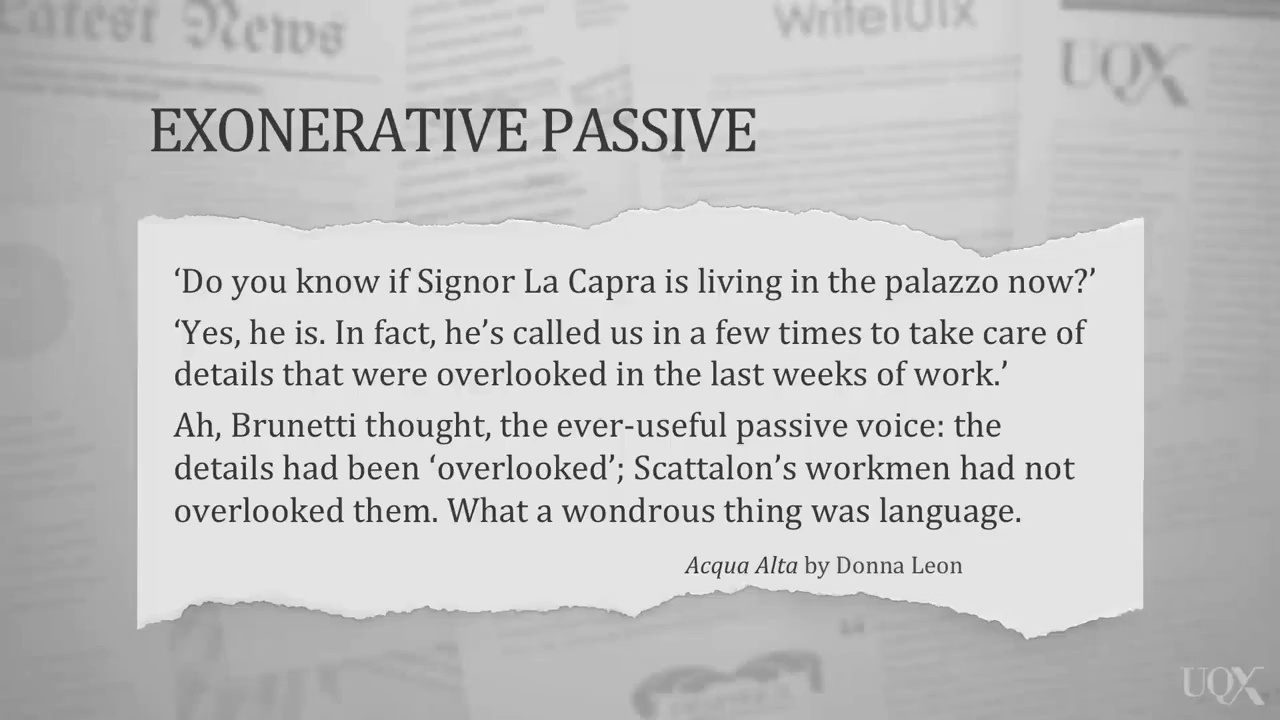 Latest News
Write101x
UQX
EXONERATIVE PASSIVE
‘Do you know if Signor La Capra is living in the palazzo now?’
‘Yes, he is. In fact, he’s called us in a few times to take care of
details that were overlooked in the last weeks of work.’
Ah, Brunetti thought, the ever-useful passive voice: the
details had been ‘overlooked’; Scattalon’s workmen had not
overlooked them. What a wondrous thing was language.
Acqua Alta by Donna Leon
UQX